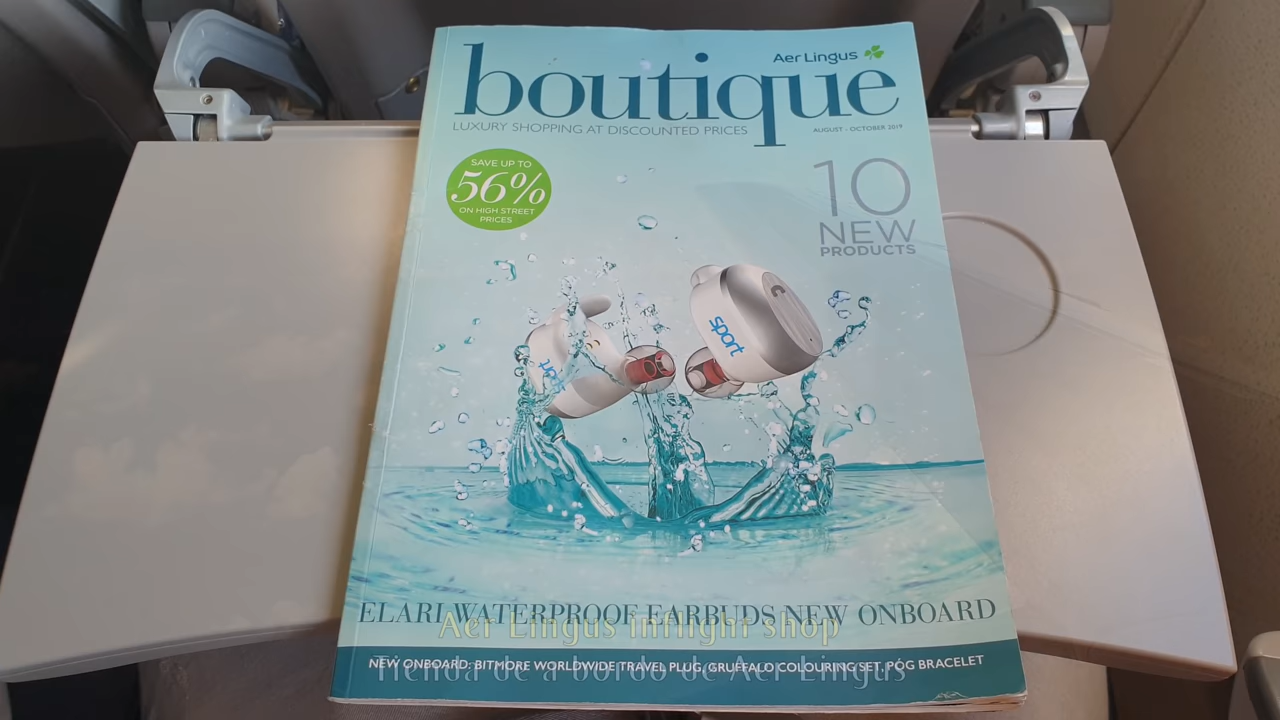 Aer Lingus
boutique
LUXURY SHOPPING AT DISCOUNTED PRICES
AUGUST - OCTOBER 2019
SAVE UP TO
56%
ON HIGH STREET
PRICES
10
NEW
PRODUCTS
sport
ELARI WATERPROOF EARBUDS NEW ONBOARD
Aer Lingus inflight shop
NEW ONBOARD: BITMORE WORLDWIDE TRAVEL PLUG, GRUFFALO COLOURING SET, PÓG BRACELET
Tienda de a bordo de Aer Lingus